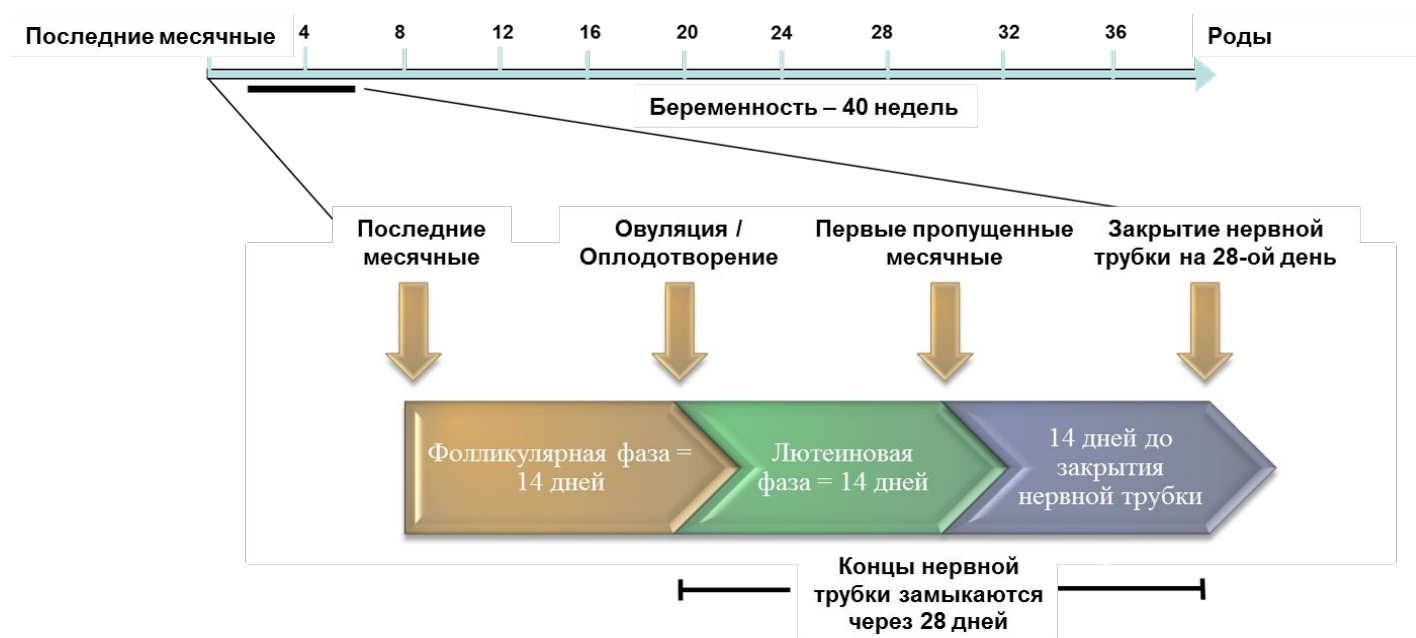 Последние месячные
4 8 12 16 20 24 28 32 36
Роды
Беременность – 40 недель
Последние
месячные
Овуляция /
Оплодотворение
Первые пропущенные
месячные
Закрытие нервной
трубки на 28-ой день
Фолликулярная фаза =
14 дней
Лютеиновая
фаза = 14 дней
14 дней до
закрытия
нервной трубки
Концы нервной
трубки замыкаются
через 28 дней